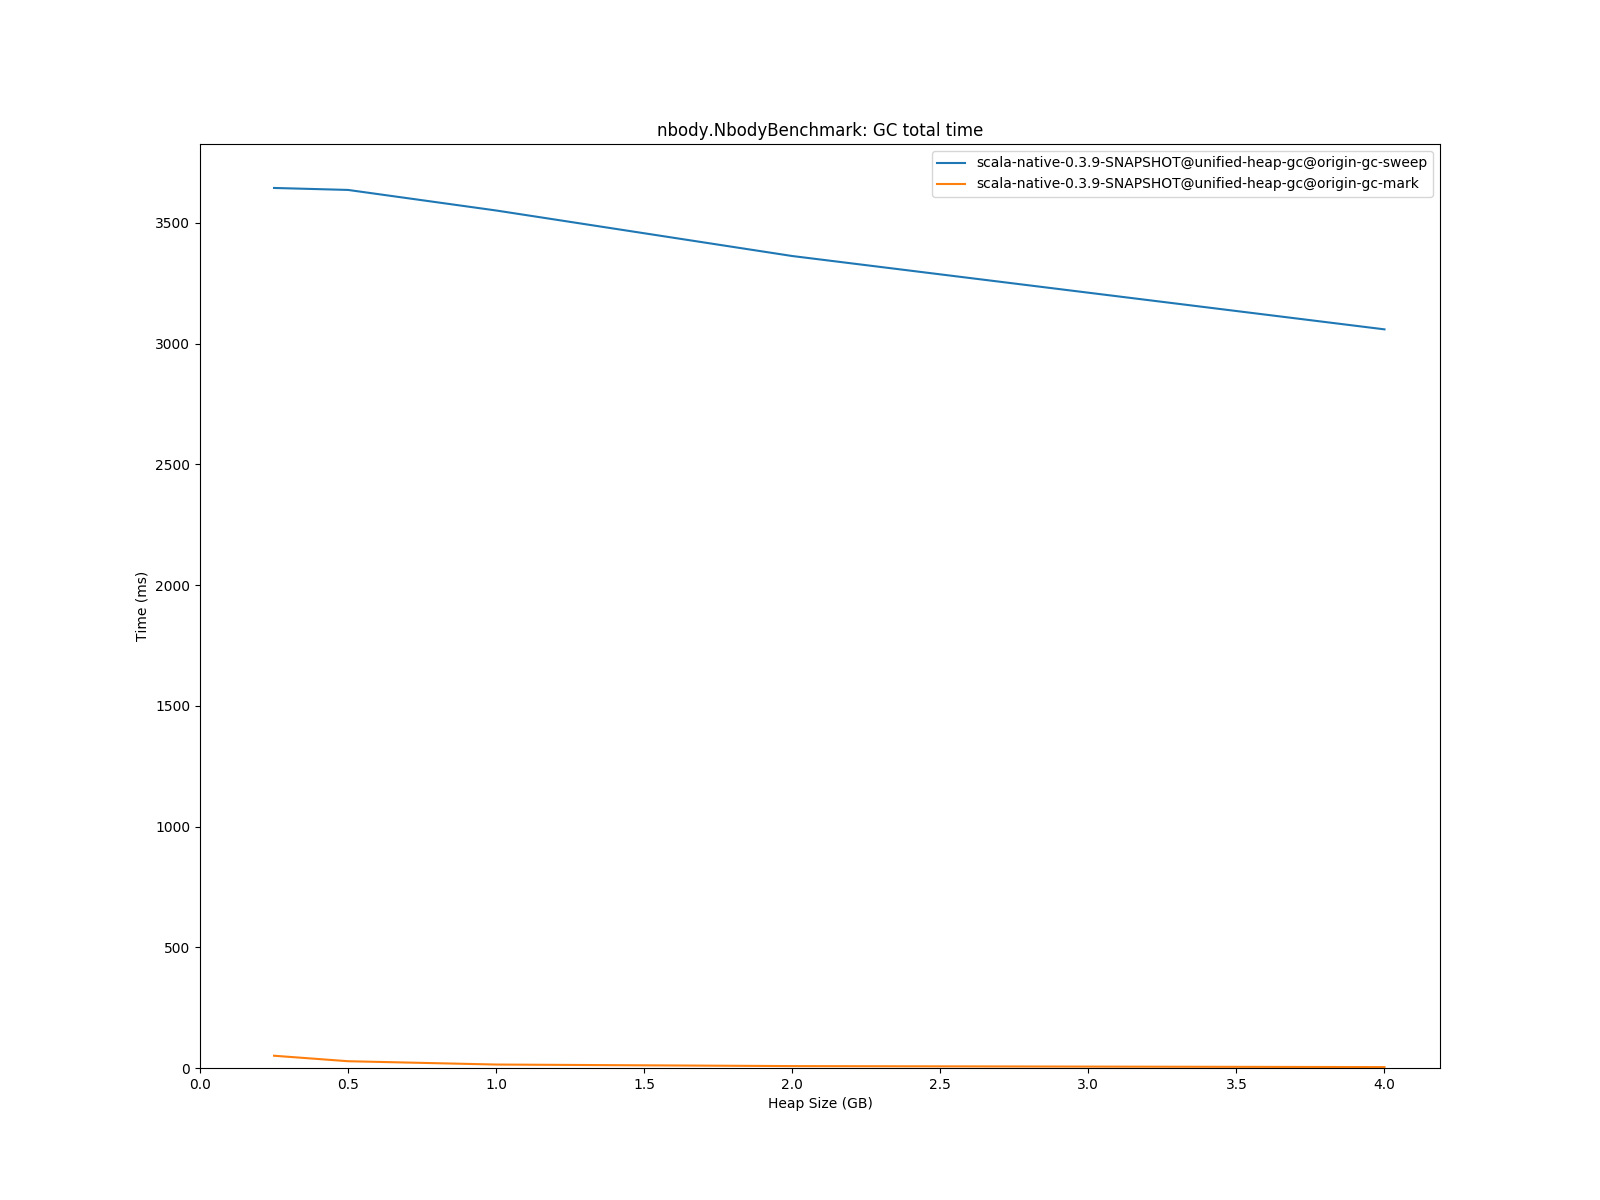 nbody.NbodyBenchmark: GC total time
scala-native-0.3.9-SNAPSHOT@unified-heap-gc@origin-gc-sweep
scala-native-0.3.9-SNAPSHOT@unified-heap-gc@origin-gc-mark
3500
3000
2500
2000
1500
1000
500
0
Time (ms)
0.0 0.5 1.0 1.5 2.0 2.5 3.0 3.5 4.0
Heap Size (GB)